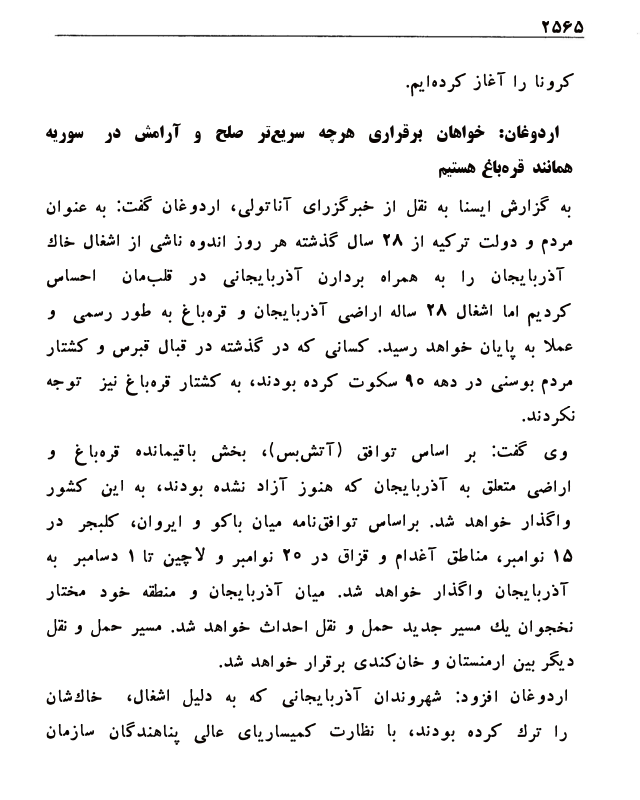 ۲۵۶۵
کرونا را آغاز کرده‌ایم.
اردوغان: خواهان برقراری هرچه سریع‌تر صلح و آرامش در سوریه
همانند قره‌باغ هستیم
به گزارش ایسنا به نقل از خبرگزرای آناتولی، اردوغان گفت: به عنوان
مردم و دولت ترکیه از ۲۸ سال گذشته هر روز اندوه ناشی از اشغال خاك
آذربایجان را به همراه بردارن آذربایجانی در قلب‌مان احساس
کردیم اما اشغال ۲۸ ساله اراضی آذربایجان و قره‌باغ به طور رسمی و
عملا به پایان خواهد رسید. کسانی که در گذشته در قبال قبرس و کشتار
مردم بوسنی در دهه ۹۰ سکوت کرده بودند، به کشتار قره‌باغ نیز توجه
نکردند.
وی گفت: بر اساس توافق (آتش‌بس)، بخش باقیمانده قره‌باغ و
اراضی متعلق به آذربایجان که هنوز آزاد نشده بودند، به این کشور
واگذار خواهد شد. براساس توافق‌نامه میان باکو و ایروان، کلبجر در
۱۵ نوامبر، مناطق آغدام و قزاق در ۲۰ نوامبر و لاچین تا ۱ دسامبر به
آذربایجان واگذار خواهد شد. میان آذربایجان و منطقه خود مختار
نخجوان یك مسیر جدید حمل و نقل احداث خواهد شد. مسیر حمل و نقل
دیگر بین ارمنستان و خان‌کندی برقرار خواهد شد.
اردوغان افزود: شهروندان آذربایجانی که به دلیل اشغال، خاك‌شان
را ترك کرده بودند، با نظارت کمیساریای عالی پناهندگان سازمان